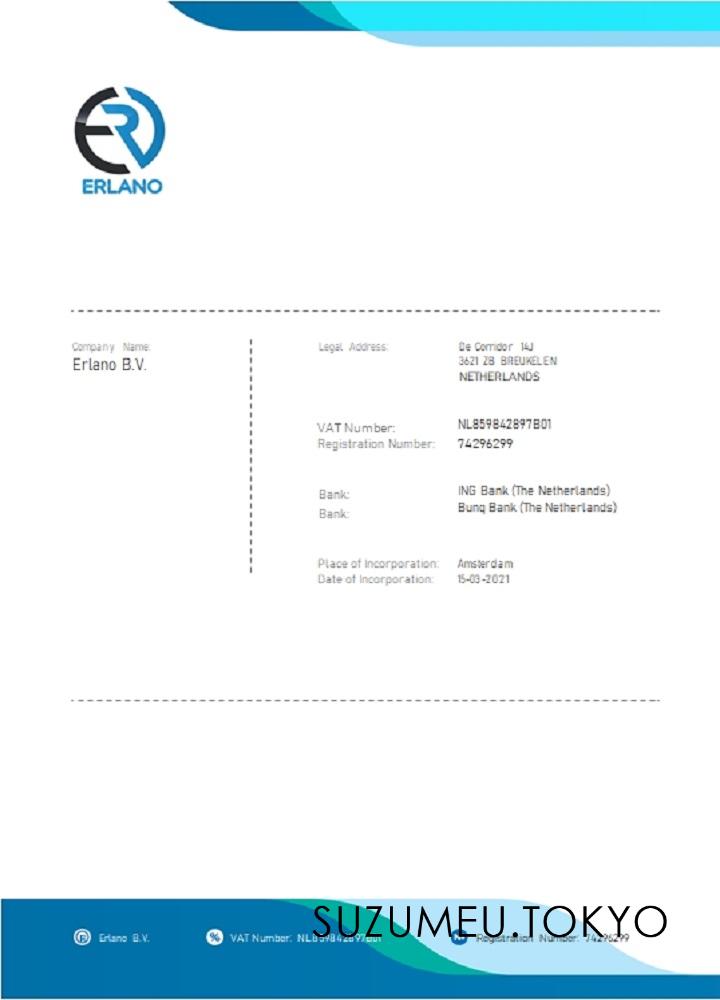 ERLANO
Company Name:
Erlano B.V.
Legal Address:
De Corridor 14J
3621 ZB BREUKELEN
NETHERLANDS
VAT Number:
NL859842897B01
Registration Number:
74296299
Bank:
ING Bank (The Netherlands)
Bank:
Bunq Bank (The Netherlands)
Place of Incorporation:
Amsterdam
Date of Incorporation:
15-03-2021
SUZUMEU.TOKYO
Erlano B.V.
VAT Number: NL859842897B01
Registration Number: 74296299